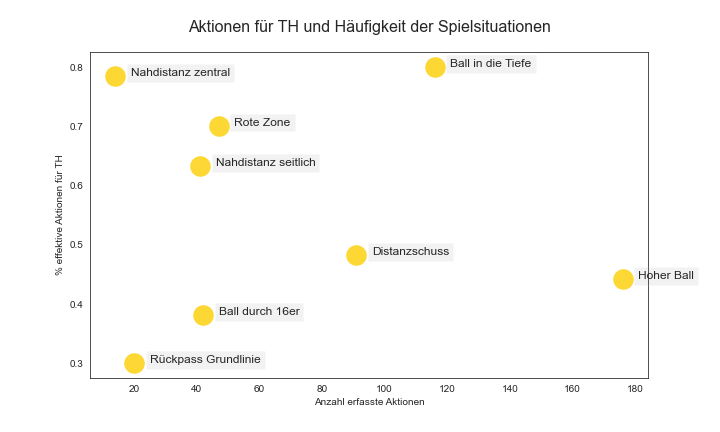 Aktionen für TH und Häufigkeit der Spielsituationen
0.8
Ball in die Tiefe
Nahdistanz zentral
0.7
Rote Zone
Nahdistanz seitlich
0.6
% effektive Aktionen für TH
0.5
Distanzschuss
Hoher Ball
0.4
Ball durch 16er
0.3
Rückpass Grundlinie
20 40 60 80 100 120 140 160 180
Anzahl erfasste Aktionen